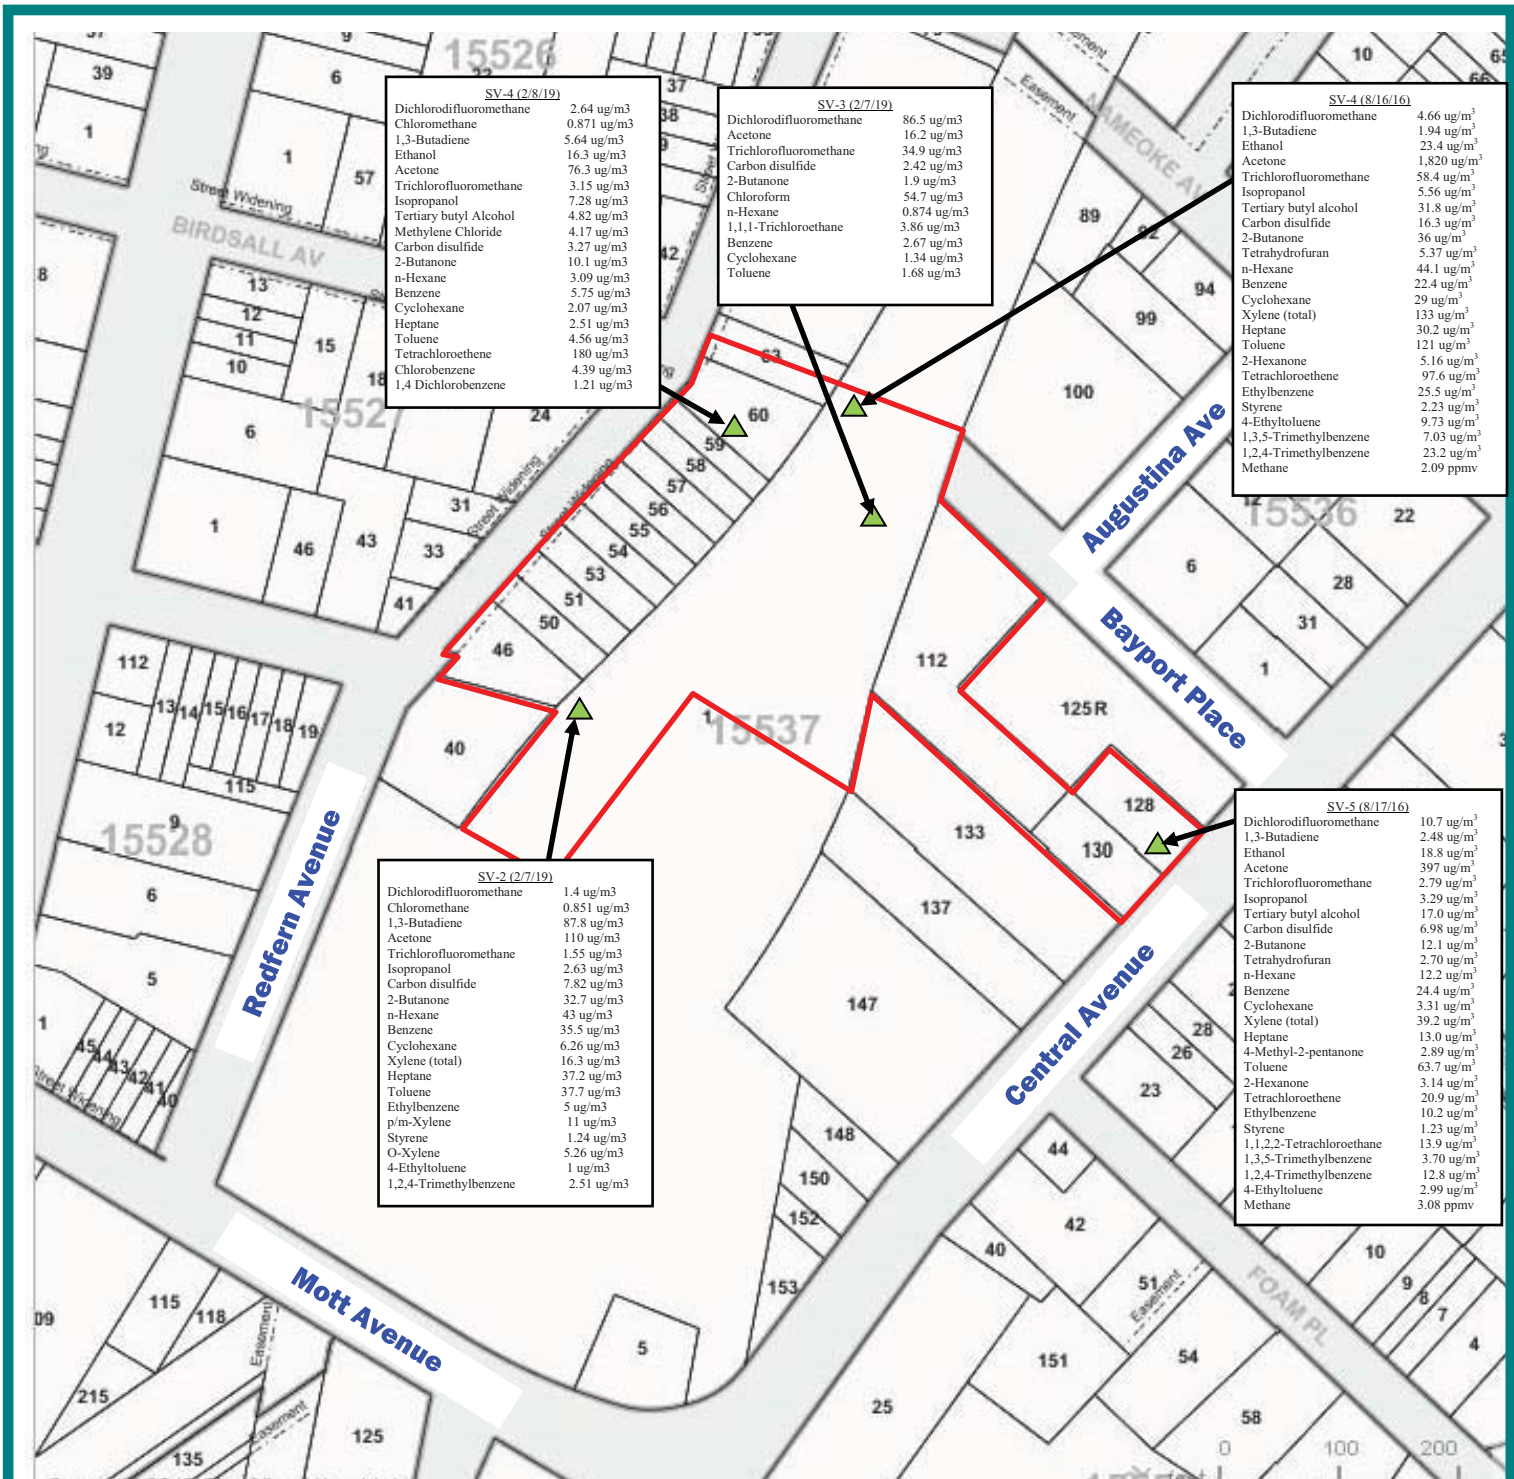 15526
37
39
1
9
6
1
57
Street Widening
BIRDSALL AV
8
37
38
9
42
SV-4 (2/8/19)
Dichlorodifluoromethane 2.64 ug/m3
Chloromethane 0.871 ug/m3
1,3-Butadiene 5.64 ug/m3
Ethanol 16.3 ug/m3
Acetone 76.3 ug/m3
Trichlorofluoromethane 3.15 ug/m3
Isopropanol 7.28 ug/m3
Tertiary butyl Alcohol 4.82 ug/m3
Methylene Chloride 4.17 ug/m3
Carbon disulfide 3.27 ug/m3
2-Butanone 10.1 ug/m3
n-Hexane 3.09 ug/m3
Benzene 5.75 ug/m3
Cyclohexane 2.07 ug/m3
Heptane 2.51 ug/m3
Toluene 4.56 ug/m3
Tetrachloroethene 180 ug/m3
Chlorobenzene 4.39 ug/m3
1,4 Dichlorobenzene 1.21 ug/m3
SV-3 (2/7/19)
Dichlorodifluoromethane 86.5 ug/m3
Acetone 16.2 ug/m3
Trichlorofluoromethane 34.9 ug/m3
Carbon disulfide 2.42 ug/m3
2-Butanone 1.9 ug/m3
Chloroform 54.7 ug/m3
n-Hexane 0.874 ug/m3
1,1,1-Trichloroethane 3.86 ug/m3
Benzene 2.67 ug/m3
Cyclohexane 1.34 ug/m3
Toluene 1.68 ug/m3
Easement
Easement
NAMEOKE AV
10
65
66
89
92
94
99
100
SV-4 (8/16/16)
Dichlorodifluoromethane 4.66 ug/m³
1,3-Butadiene 1.94 ug/m³
Ethanol 23.4 ug/m³
Acetone 1,820 ug/m³
Trichlorofluoromethane 58.4 ug/m³
Isopropanol 5.56 ug/m³
Tertiary butyl alcohol 31.8 ug/m³
Carbon disulfide 16.3 ug/m³
2-Butanone 36 ug/m³
Tetrahydrofuran 5.37 ug/m³
n-Hexane 44.1 ug/m³
Benzene 22.4 ug/m³
Cyclohexane 29 ug/m³
Xylene (total) 133 ug/m³
Heptane 30.2 ug/m³
Toluene 121 ug/m³
2-Hexanone 5.16 ug/m³
Tetrachloroethene 97.6 ug/m³
Ethylbenzene 25.5 ug/m³
Styrene 2.23 ug/m³
4-Ethyltoluene 9.73 ug/m³
1,3,5-Trimethylbenzene 7.03 ug/m³
1,2,4-Trimethylbenzene 23.2 ug/m³
Methane 2.09 ppmv
13
12
11
10
15
18
1552
6
24
1
46
43
31
33
41
Street Widening
Street Widening
63
60
59
58
57
56
55
54
53
51
50
46
40
Augustina Ave
15536
12
22
6
28
31
1
Bayport Place
112
125R
1
15537
128
130
133
137
147
148
150
152
153
112
12
13
14
15
16
17
18
19
115
9
15528
6
5
1
45
44
43
42
41
40
Street Widening
Redfern Avenue
SV-2 (2/7/19)
Dichlorodifluoromethane 1.4 ug/m3
Chloromethane 0.851 ug/m3
1,3-Butadiene 87.8 ug/m3
Acetone 110 ug/m3
Trichlorofluoromethane 1.55 ug/m3
Isopropanol 2.63 ug/m3
Carbon disulfide 7.82 ug/m3
2-Butanone 32.7 ug/m3
n-Hexane 43 ug/m3
Benzene 35.5 ug/m3
Cyclohexane 6.26 ug/m3
Xylene (total) 16.3 ug/m3
Heptane 37.2 ug/m3
Toluene 37.7 ug/m3
Ethylbenzene 5 ug/m3
p/m-Xylene 11 ug/m3
Styrene 1.24 ug/m3
O-Xylene 5.26 ug/m3
4-Ethyltoluene 1 ug/m3
1,2,4-Trimethylbenzene 2.51 ug/m3
Central Avenue
SV-5 (8/17/16)
Dichlorodifluoromethane 10.7 ug/m³
1,3-Butadiene 2.48 ug/m³
Ethanol 18.8 ug/m³
Acetone 397 ug/m³
Trichlorofluoromethane 2.79 ug/m³
Isopropanol 3.29 ug/m³
Tertiary butyl alcohol 17.0 ug/m³
Carbon disulfide 6.98 ug/m³
2-Butanone 12.1 ug/m³
Tetrahydrofuran 2.70 ug/m³
n-Hexane 12.2 ug/m³
Benzene 24.4 ug/m³
Cyclohexane 3.31 ug/m³
Xylene (total) 39.2 ug/m³
Heptane 13.0 ug/m³
4-Methyl-2-pentanone 2.89 ug/m³
Toluene 63.7 ug/m³
2-Hexanone 3.14 ug/m³
Tetrachloroethene 20.9 ug/m³
Ethylbenzene 10.2 ug/m³
Styrene 1.23 ug/m³
1,1,2,2-Tetrachloroethane 13.9 ug/m³
1,3,5-Trimethylbenzene 3.70 ug/m³
1,2,4-Trimethylbenzene 12.8 ug/m³
4-Ethyltoluene 2.99 ug/m³
Methane 3.08 ppmv
28
26
23
44
42
40
51
Easement
54
151
25
58
FOAM PL
10
9
8
7
4
Mott Avenue
09
115
118
215
Easement
Easement
135
125
5
0 100 200